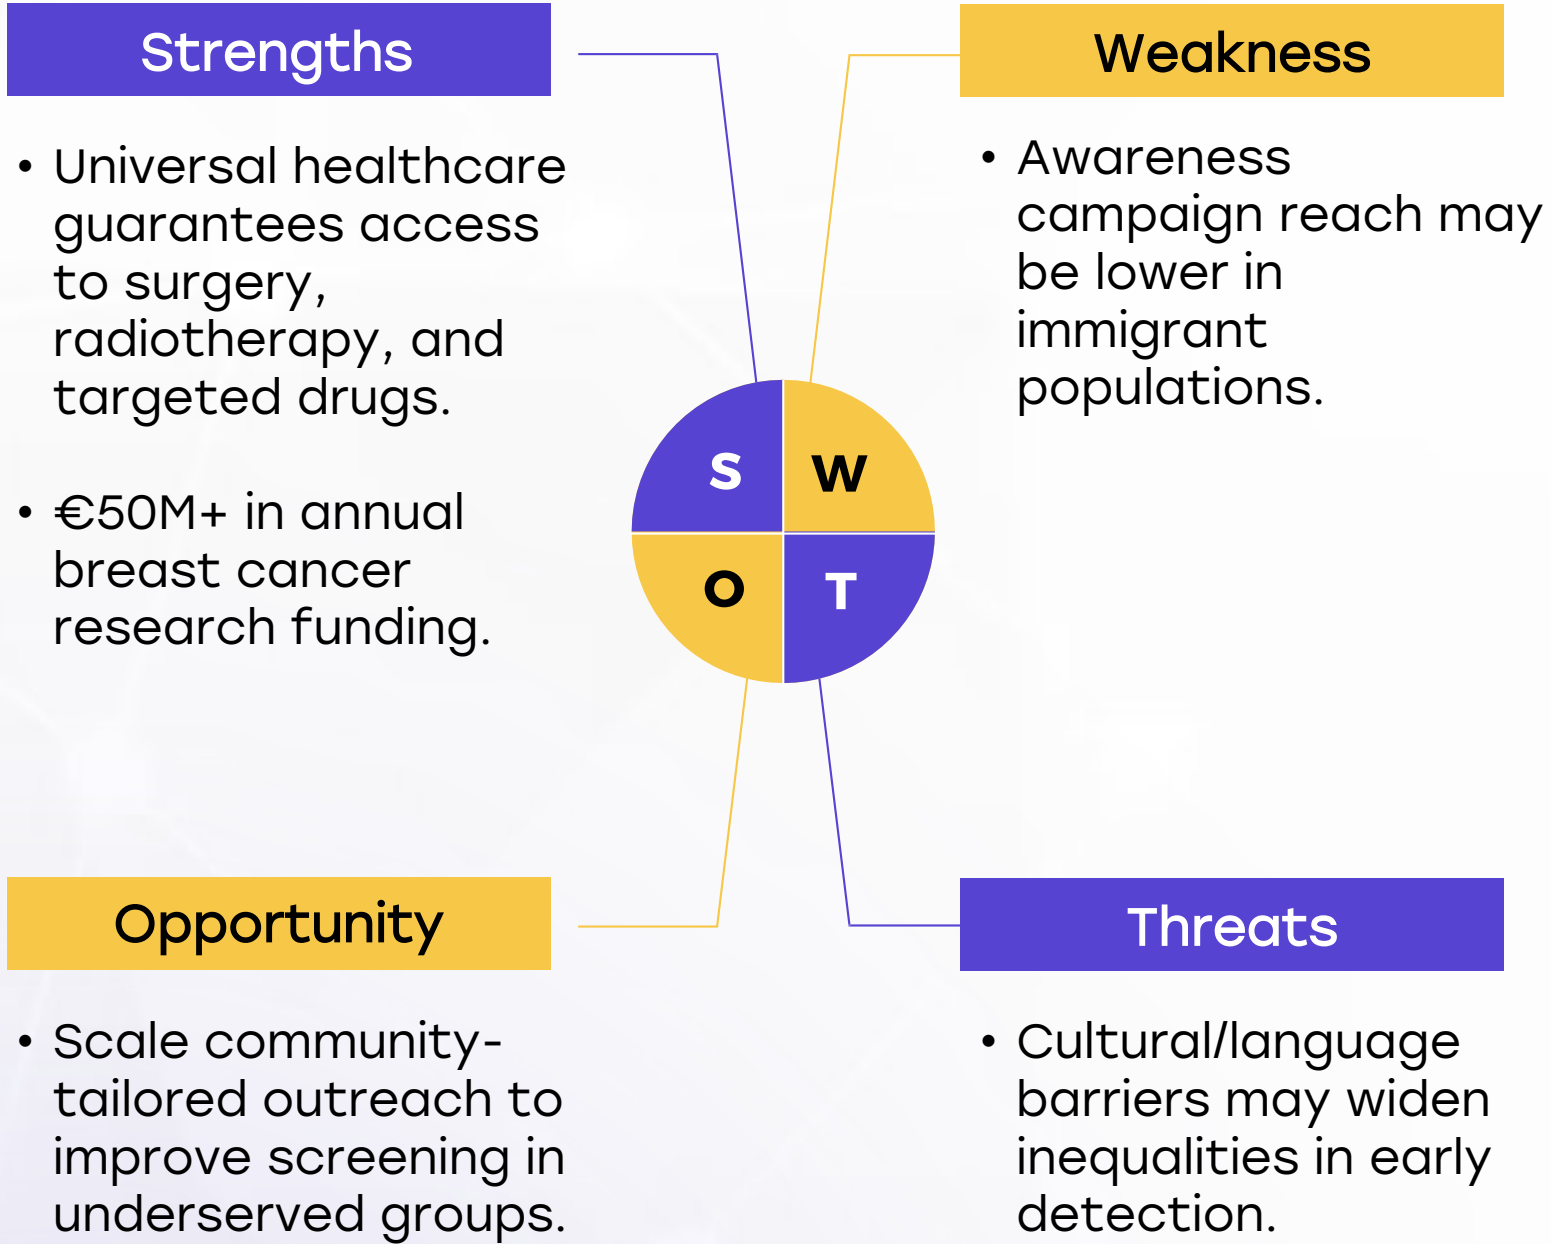 Strengths
• Universal healthcare
guarantees access
to surgery,
radiotherapy, and
targeted drugs.
• €50M+ in annual
breast cancer
research funding.
Weakness
• Awareness
campaign reach may
be lower in
immigrant
populations.
S W
O T
Opportunity
• Scale community-
tailored outreach to
improve screening in
underserved groups.
Threats
• Cultural/language
barriers may widen
inequalities in early
detection.